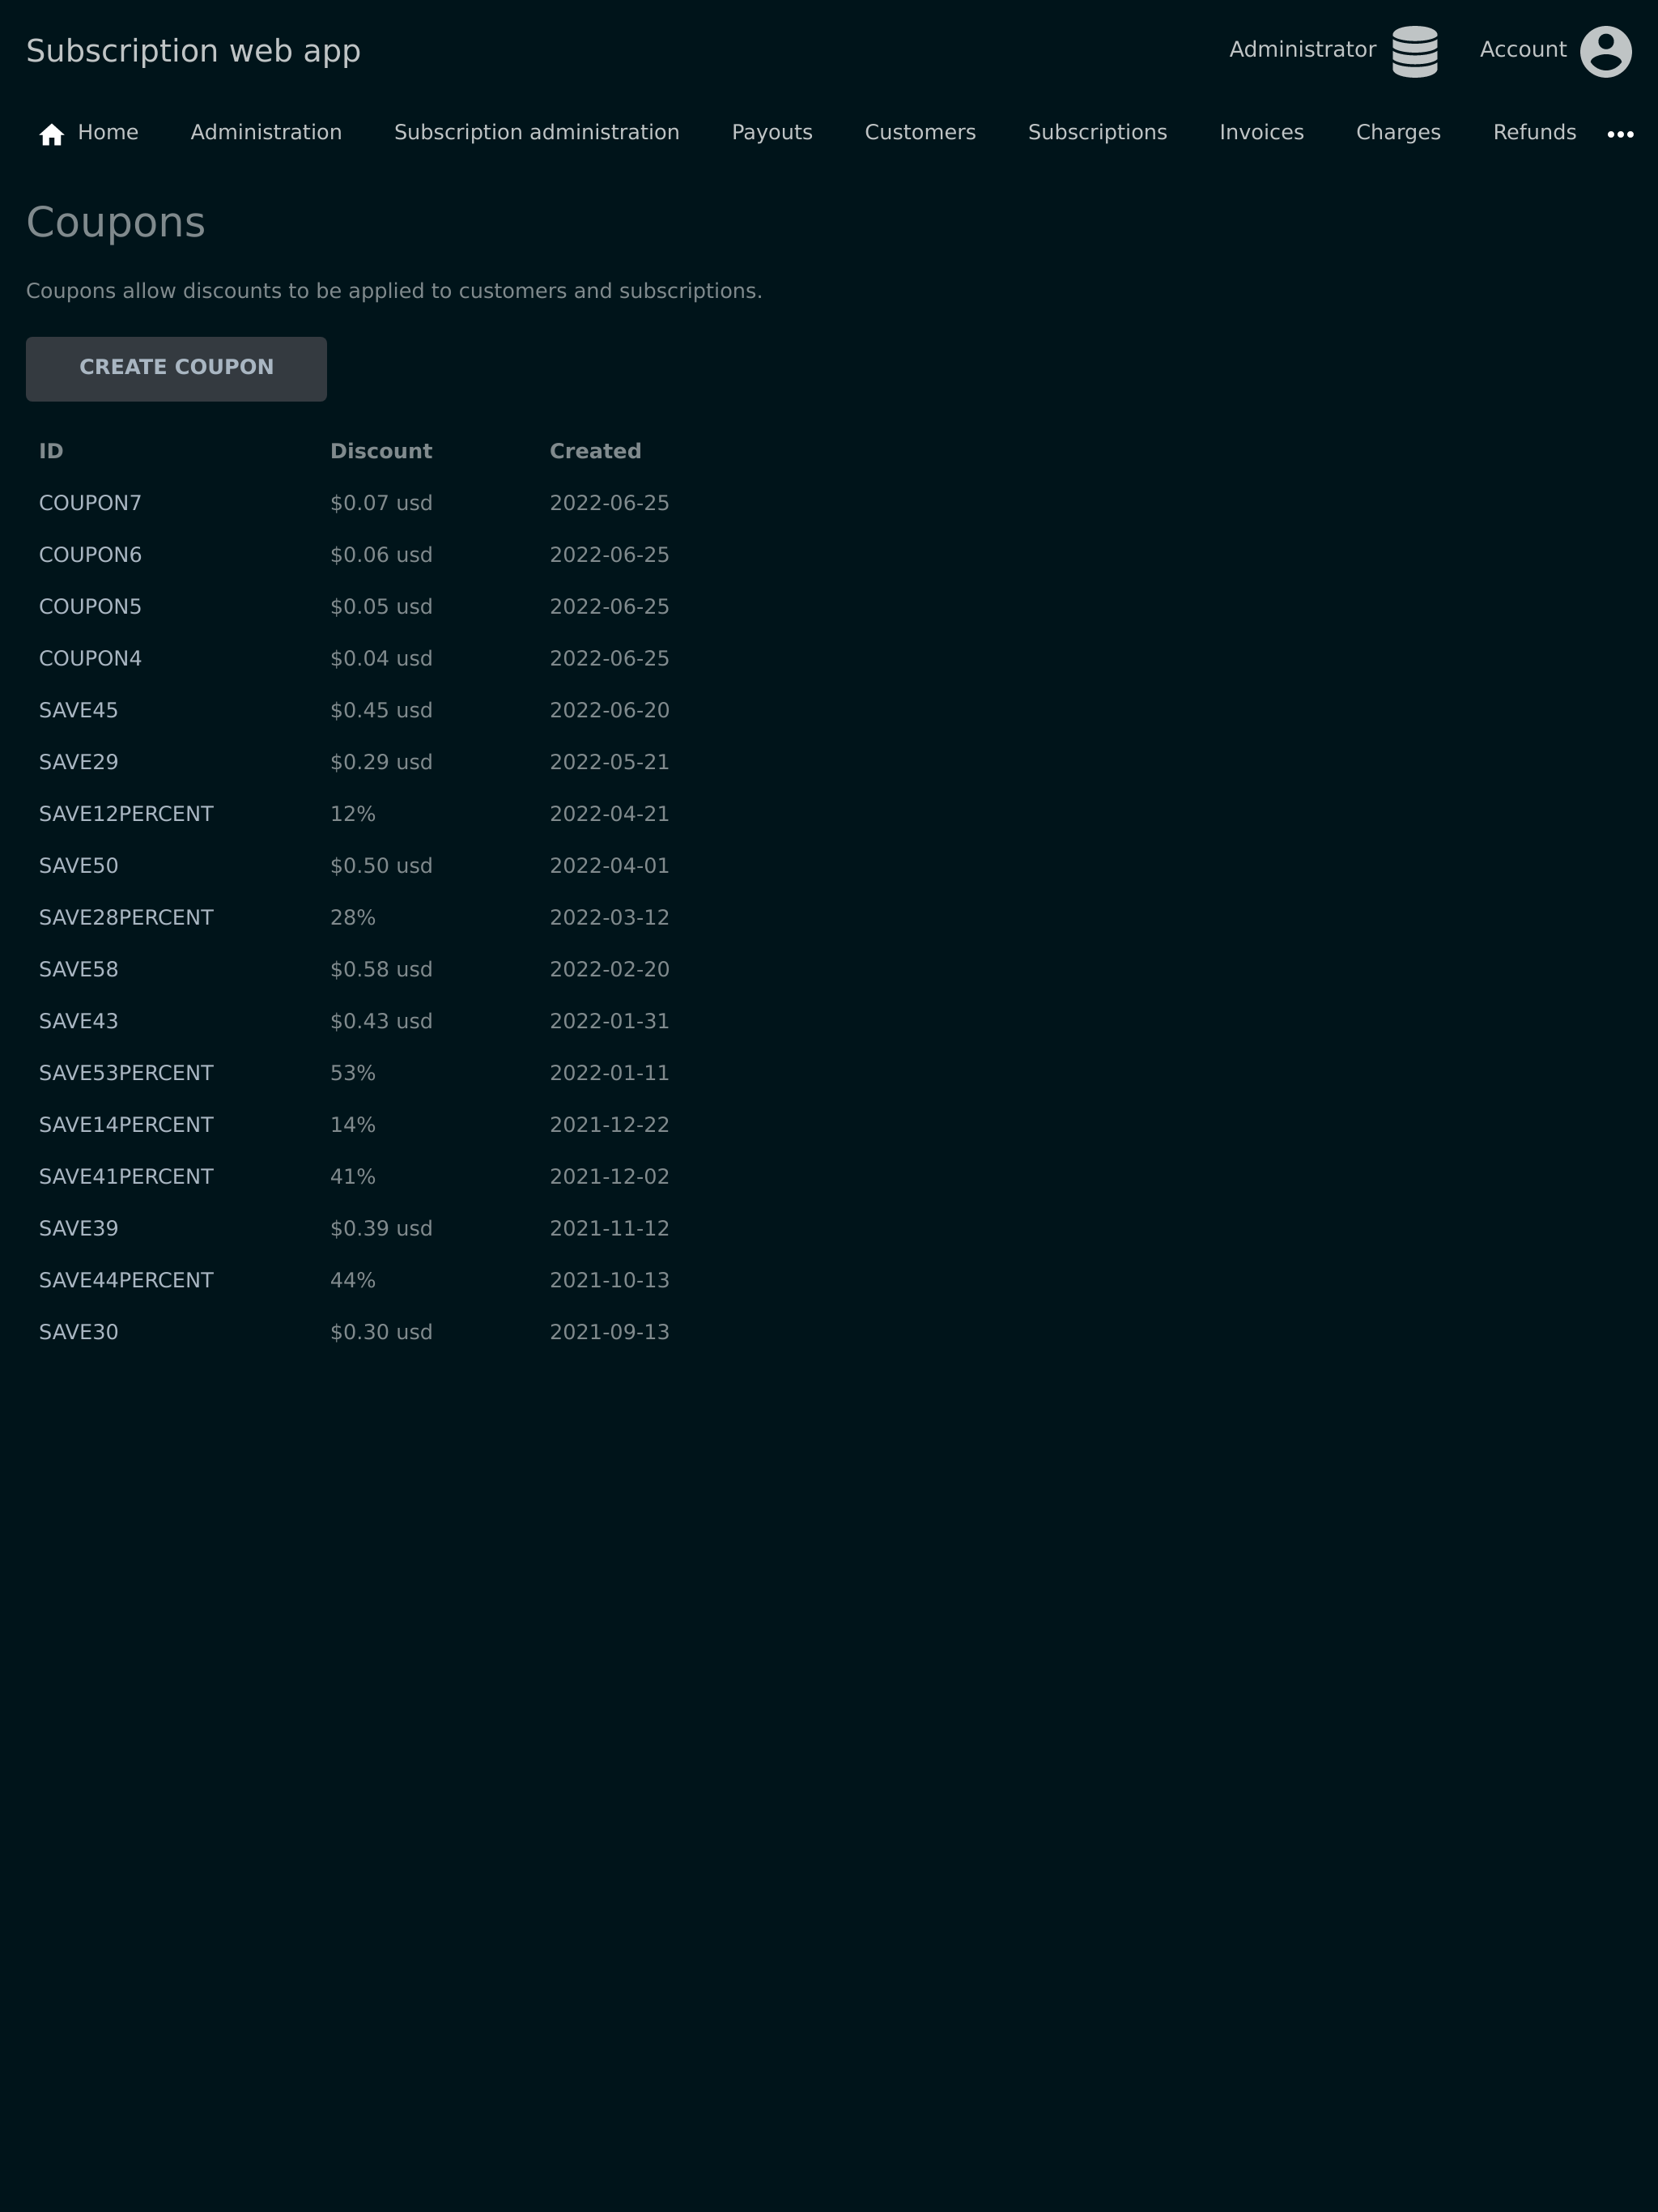 Subscription web app Administrator Account
Home Administration Subscription administration Payouts Customers Subscriptions Invoices Charges Refunds •••
Coupons
Coupons allow discounts to be applied to customers and subscriptions.
CREATE COUPON
ID Discount Created
COUPON7 $0.07 usd 2022-06-25
COUPON6 $0.06 usd 2022-06-25
COUPON5 $0.05 usd 2022-06-25
COUPON4 $0.04 usd 2022-06-25
SAVE45 $0.45 usd 2022-06-20
SAVE29 $0.29 usd 2022-05-21
SAVE12PERCENT 12% 2022-04-21
SAVE50 $0.50 usd 2022-04-01
SAVE28PERCENT 28% 2022-03-12
SAVE58 $0.58 usd 2022-02-20
SAVE43 $0.43 usd 2022-01-31
SAVE53PERCENT 53% 2022-01-11
SAVE14PERCENT 14% 2021-12-22
SAVE41PERCENT 41% 2021-12-02
SAVE39 $0.39 usd 2021-11-12
SAVE44PERCENT 44% 2021-10-13
SAVE30 $0.30 usd 2021-09-13